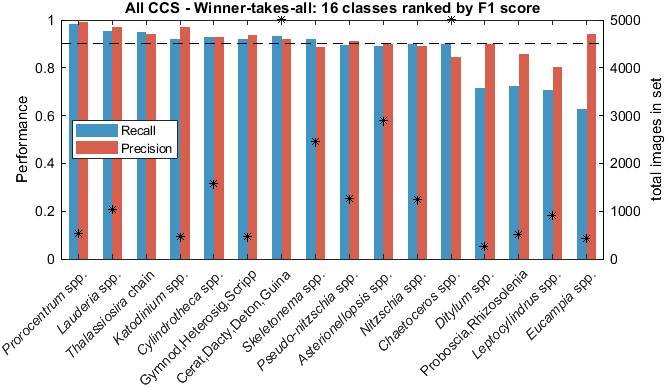 All CCS - Winner-takes-all: 16 classes ranked by F1 score
Performance
1
0.8
0.6
0.4
0.2
0
Recall
Precision
5000
4000
3000
2000
1000
0
total images in set
Prorocentrum spp.
Lauderia spp.
Thalassiosira chain
Katodinium spp.
Cylindrotheca spp.
Gymnod,Heterosig,Scripp
Cerat,Dacty,Deton,Guina
Skeletonema spp.
Pseudo-nitzschia spp.
Asterionellopsis spp.
Nitzschia spp.
Chaetoceros spp.
Ditylum spp.
Proboscia,Rhizosolenia
Leptocylindrus spp.
Eucampia spp.